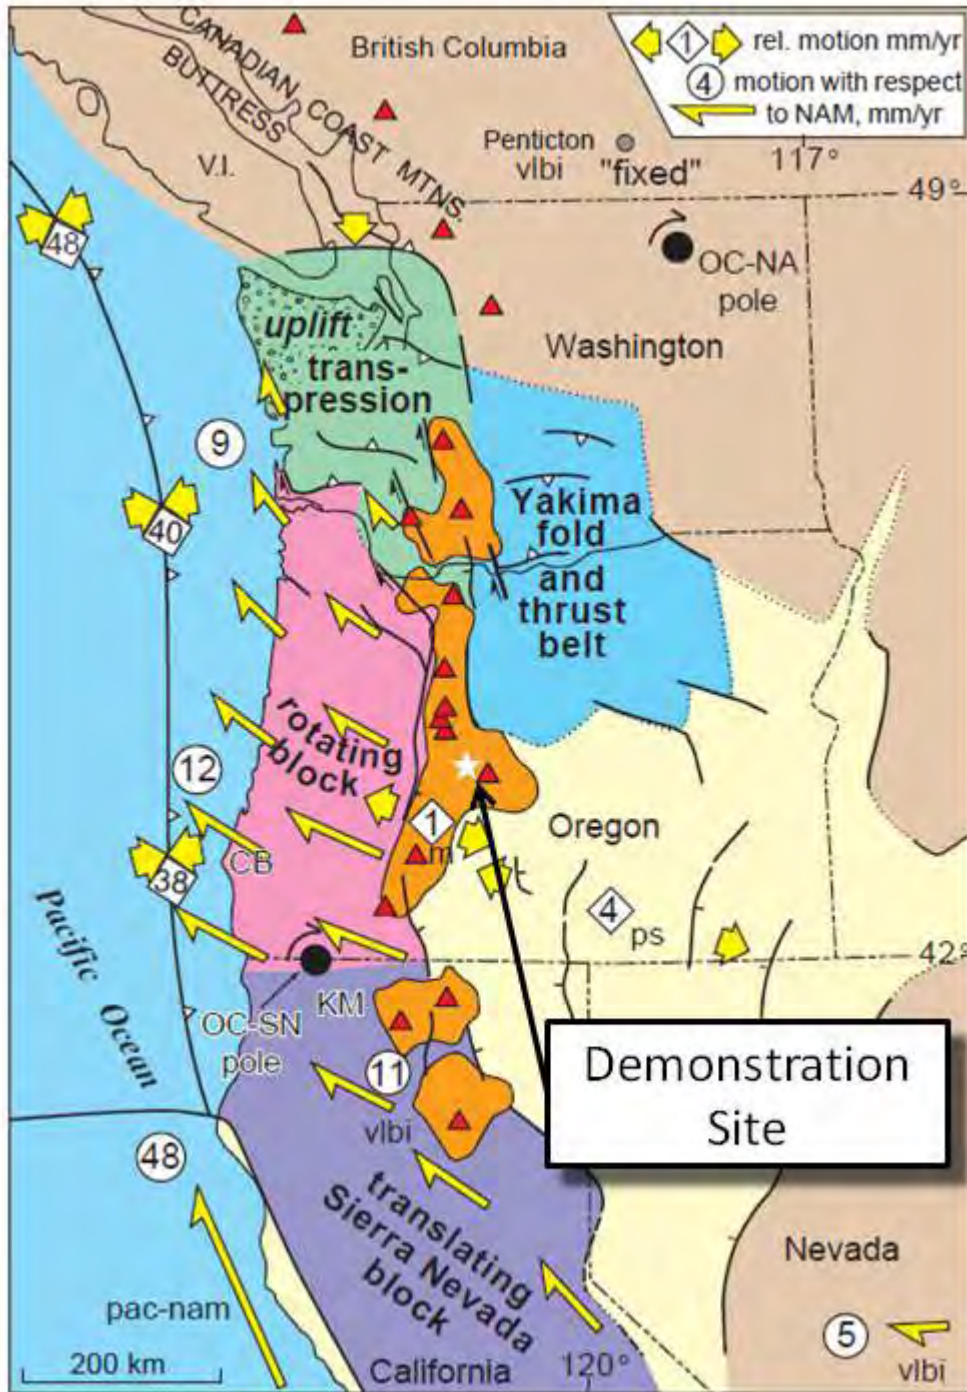 CANADIAN COAST MTNS.
BUTTRESS
British Columbia
1 rel. motion mm/yr
4 motion with respect
to NAM, mm/yr
Penticton
vlbi
"fixed"
117°
49°
V.I.
48
OC-NA
pole
Washington
uplift
trans-
pression
9
40
Yakima
fold
and
thrust
belt
rotating
block
12
1
m
Oregon
CB
38
4
ps
Pacific Ocean
42°
KM
OC-SN
pole
11
vlbi
Demonstration
Site
48
translating
Sierra Nevada
block
Nevada
pac-nam
5
vlbi
200 km
California
120°